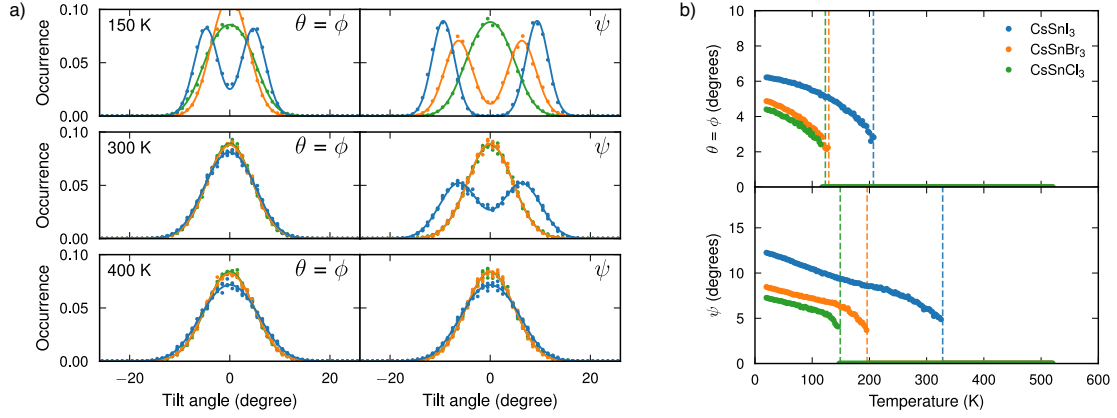 a)
150 K
θ = ϕ
ψ
Occurrence
0.10
0.05
0.00
300 K
θ = ϕ
ψ
Occurrence
0.10
0.05
0.00
400 K
θ = ϕ
ψ
Occurrence
0.10
0.05
0.00
−20 0 20
−20 0 20
Tilt angle (degree)
Tilt angle (degree)
b)
CsSnI₃
CsSnBr₃
CsSnCl₃
θ = ϕ (degrees)
10
8
6
4
2
0
ψ (degrees)
15
10
5
0
0 100 200 300 400 500 600
Temperature (K)